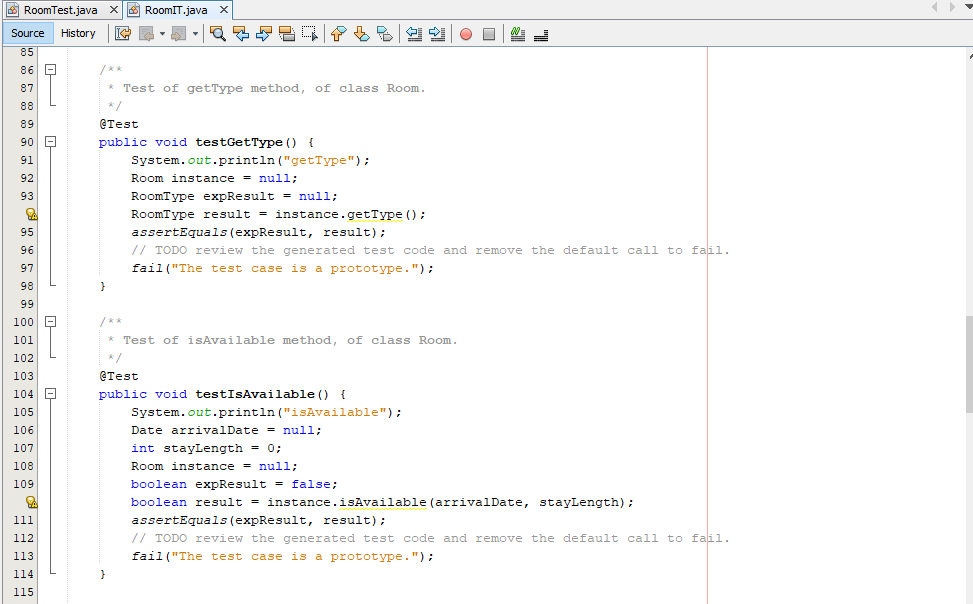 RoomTest.java RoomIT.java
Source History
85
86 /**
87 * Test of getType method, of class Room.
88 */
89 @Test
90 public void testGetType() {
91 System.out.println("getType");
92 Room instance = null;
93 RoomType expResult = null;
RoomType result = instance.getType();
95 assertEquals(expResult, result);
96 // TODO review the generated test code and remove the default call to fail.
97 fail("The test case is a prototype.");
98 }
99
100 /**
101 * Test of isAvailable method, of class Room.
102 */
103 @Test
104 public void testIsAvailable() {
105 System.out.println("isAvailable");
106 Date arrivalDate = null;
107 int stayLength = 0;
108 Room instance = null;
109 boolean expResult = false;
boolean result = instance.isAvailable(arrivalDate, stayLength);
111 assertEquals(expResult, result);
112 // TODO review the generated test code and remove the default call to fail.
113 fail("The test case is a prototype.");
114 }
115